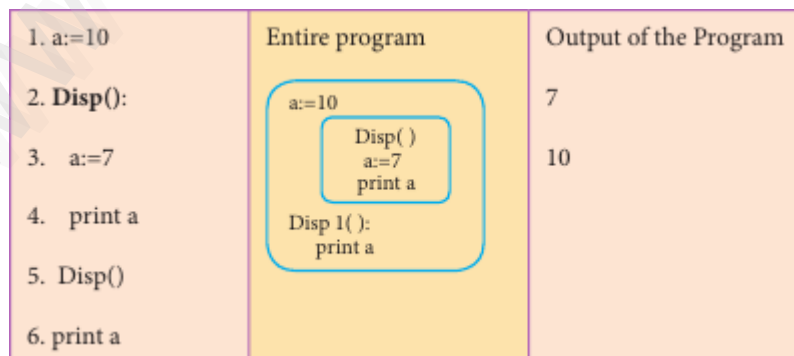 1. a:=10
2. Disp():
3. a:=7
4. print a
5. Disp()
6. print a
Entire program
a:=10
Disp( )
a:=7
print a
Disp 1( ):
print a
Output of the Program
7
10